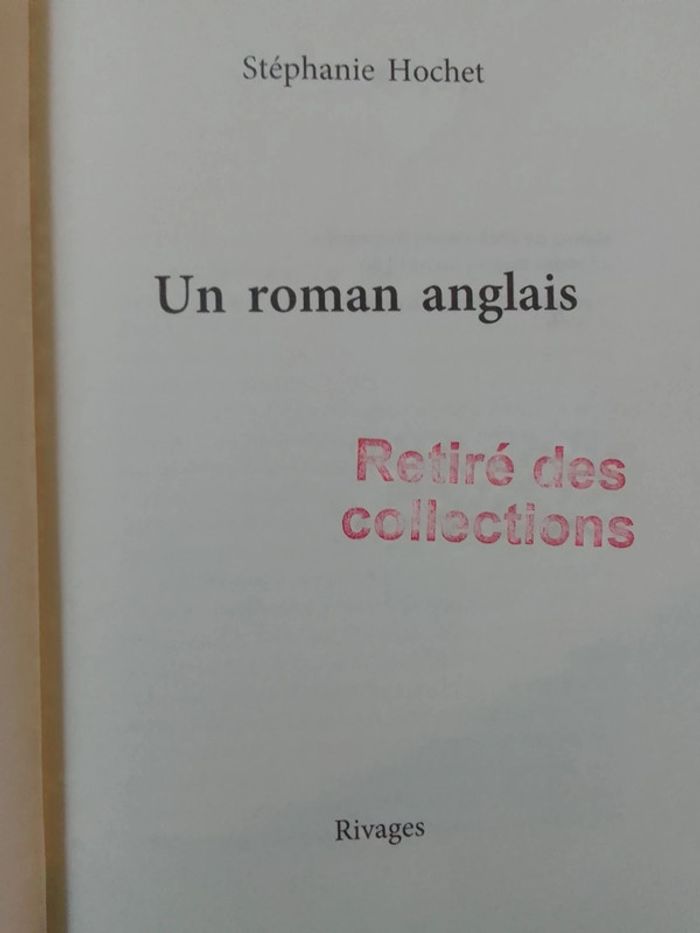 Stéphanie Hochet
Un roman anglais
Retiré des
collections
Rivages